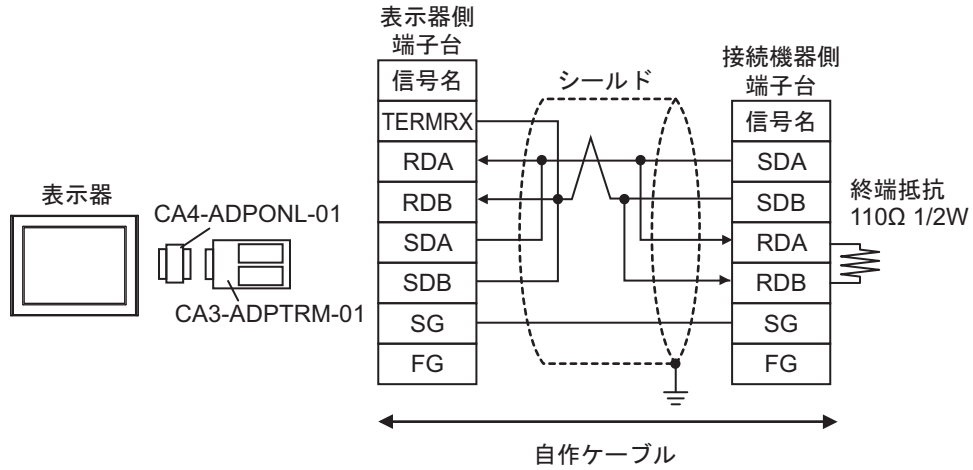 表示器
CA4-ADPONL-01
CA3-ADPTRM-01
表示器側
端子台
信号名
TERMRX
RDA
RDB
SDA
SDB
SG
FG
シールド
接続機器側
端子台
信号名
SDA
SDB
RDA
RDB
SG
FG
終端抵抗
110Ω 1/2W
自作ケーブル